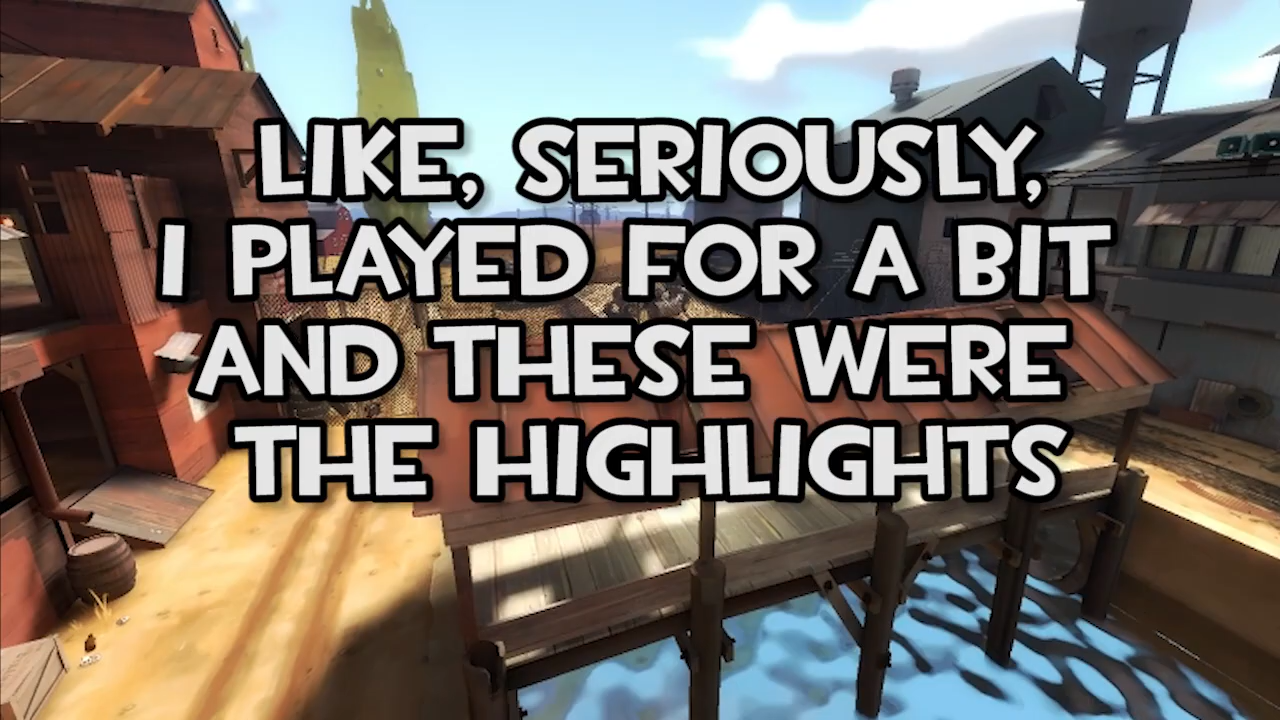 LIKE, SERIOUSLY,
I PLAYED FOR A BIT
AND THESE WERE
THE HIGHLIGHTS